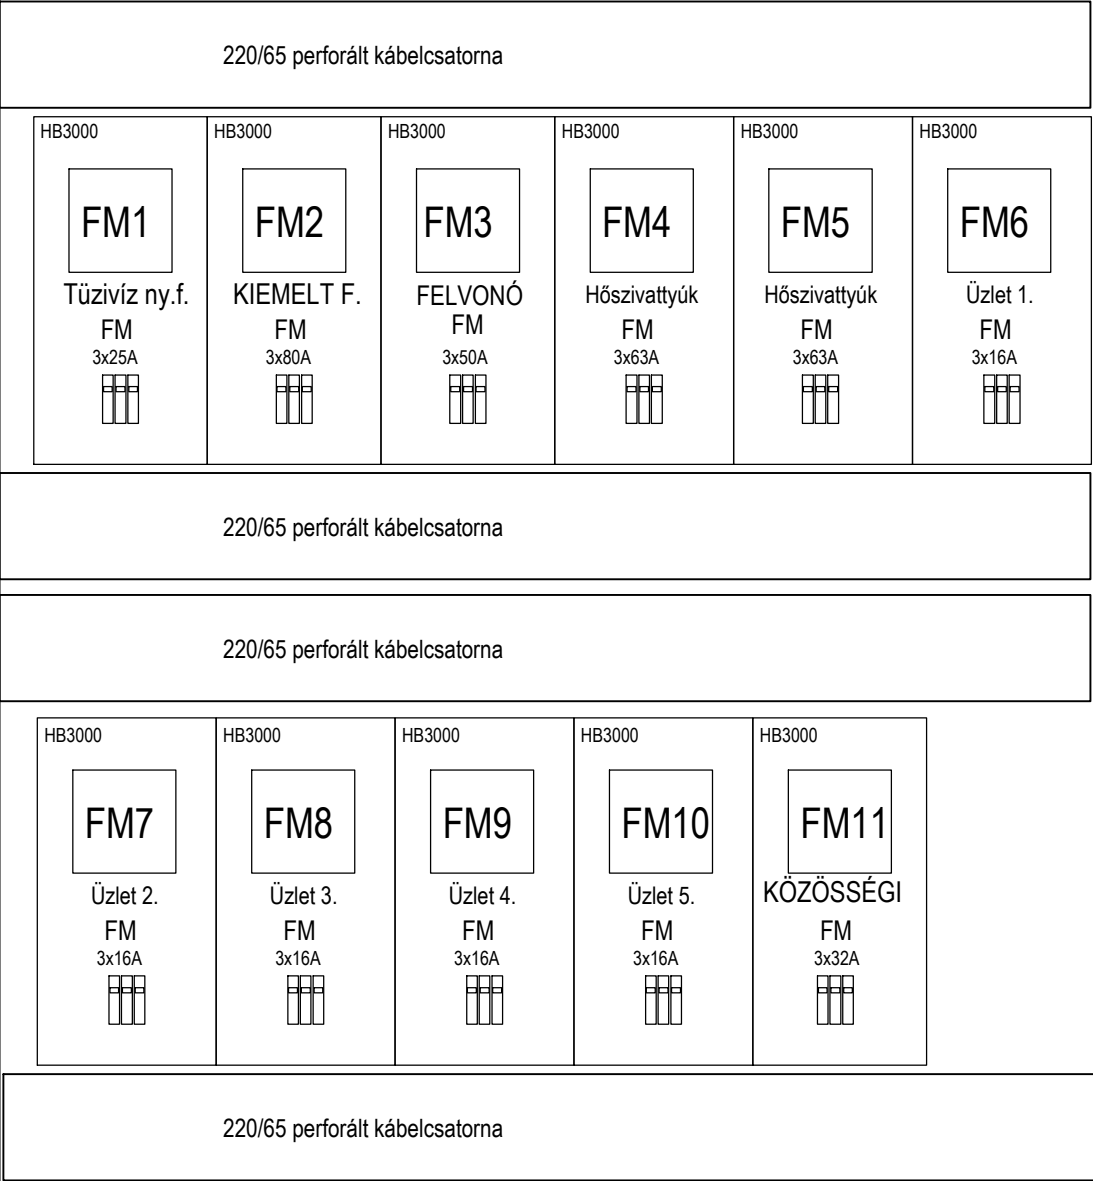 220/65 perforált kábelcsatorna
HB3000
FM1
Tüzivíz ny.f.
FM
3x25A
HB3000
FM2
KIEMELT F.
FM
3x80A
HB3000
FM3
FELVONÓ
FM
3x50A
HB3000
FM4
Hőszivattyúk
FM
3x63A
HB3000
FM5
Hőszivattyúk
FM
3x63A
HB3000
FM6
Üzlet 1.
FM
3x16A
220/65 perforált kábelcsatorna
220/65 perforált kábelcsatorna
HB3000
FM7
Üzlet 2.
FM
3x16A
HB3000
FM8
Üzlet 3.
FM
3x16A
HB3000
FM9
Üzlet 4.
FM
3x16A
HB3000
FM10
Üzlet 5.
FM
3x16A
HB3000
FM11
KÖZÖSSÉGI
FM
3x32A
220/65 perforált kábelcsatorna